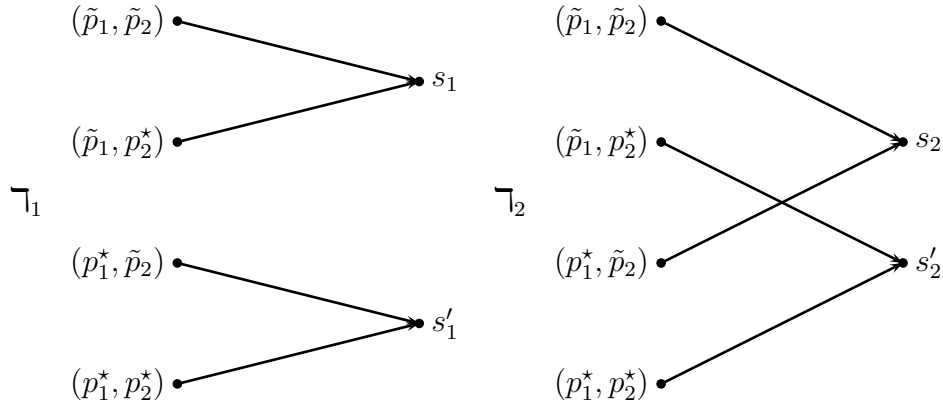 (p̃₁, p̃₂)
s₁
(p̃₁, p₂⋆)
ℸ₁
(p₁⋆, p̃₂)
s′₁
(p₁⋆, p₂⋆)
(p̃₁, p̃₂)
(p̃₁, p₂⋆)
s₂
ℸ₂
(p₁⋆, p̃₂)
s′₂
(p₁⋆, p₂⋆)